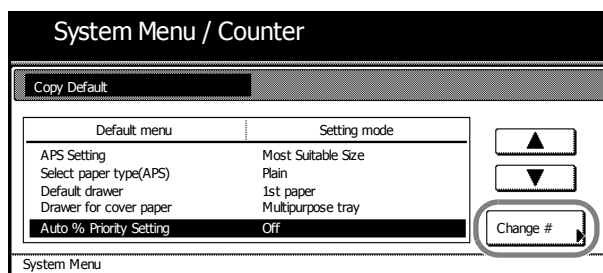 System Menu / Counter
Copy Default
Default menu Setting mode
APS Setting Most Suitable Size
Select paper type(APS) Plain
Default drawer 1st paper
Drawer for cover paper Multipurpose tray
Auto % Priority Setting Off
Change #
System Menu